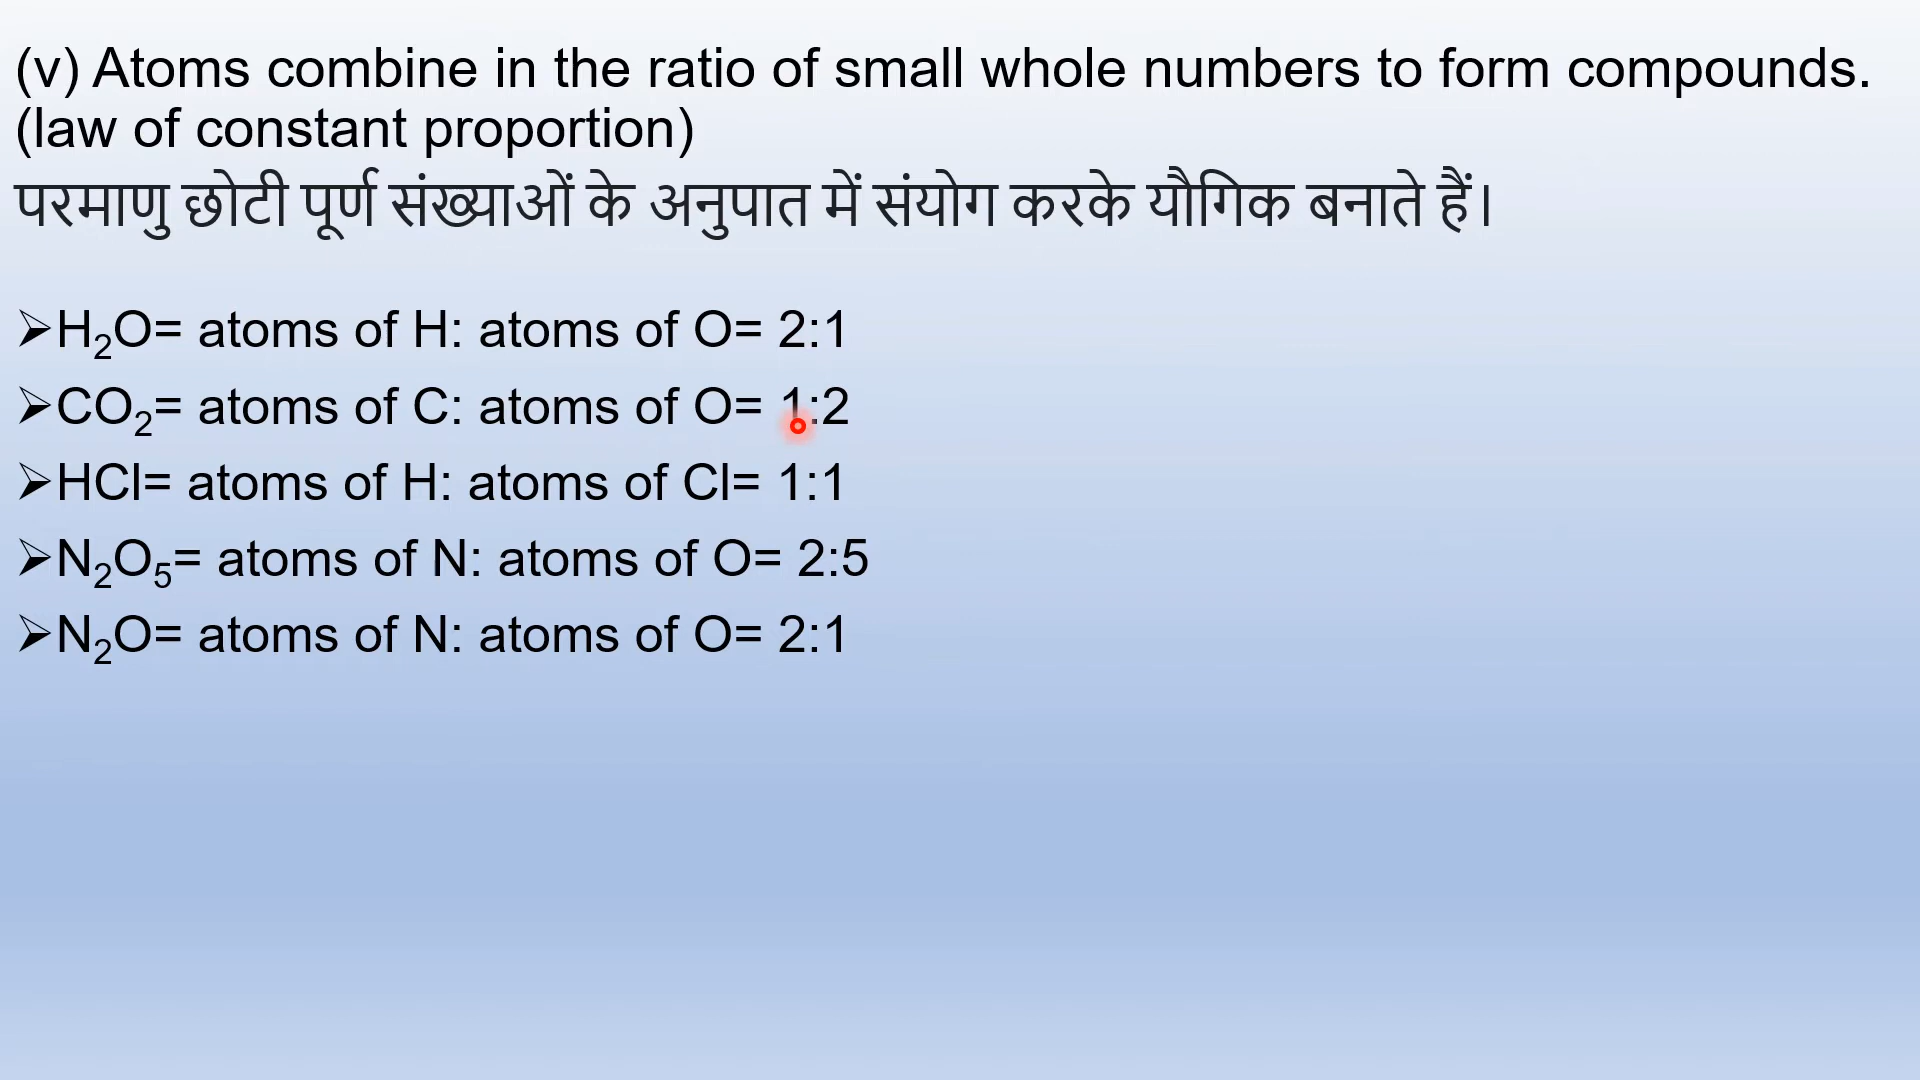 (v) Atoms combine in the ratio of small whole numbers to form compounds.
(law of constant proportion)
परमाणु छोटी पूर्ण संख्याओं के अनुपात में संयोग करके यौगिक बनाते हैं।
➢H₂O= atoms of H: atoms of O= 2:1
➢CO₂= atoms of C: atoms of O= 1:2
➢HCl= atoms of H: atoms of Cl= 1:1
➢N₂O₅= atoms of N: atoms of O= 2:5
➢N₂O= atoms of N: atoms of O= 2:1